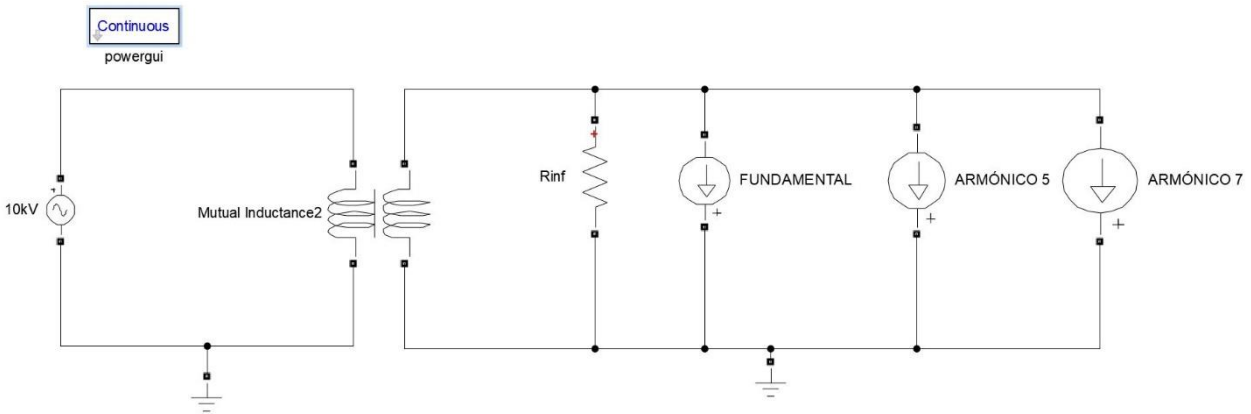 Continuous
powergui
10kV
Mutual Inductance2
Rinf
FUNDAMENTAL
ARMÓNICO 5
ARMÓNICO 7